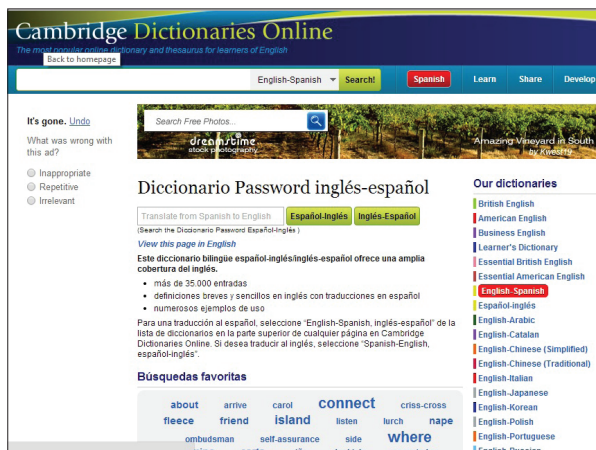 Cambridge Dictionaries Online
The most popular online dictionary and thesaurus for learners of English
Back to homepage
English-Spanish
Search!
Spanish
Learn
Share
Develop
It's gone. Undo
What was wrong with
this ad?
Inappropriate
Repetitive
Irrelevant
Search Free Photos...
dreamstime
stock photography
Amazing Vineyard in South
by Kwest19
Diccionario Password inglés-español
Translate from Spanish to English
Español-Inglés
Inglés-Español
(Search the Diccionario Password Español-Inglés )
View this page in English
Este diccionario bilingüe español-inglés/inglés-español ofrece una amplia
cobertura del inglés.
más de 35.000 entradas
definiciones breves y sencillos en inglés con traducciones en español
numerosos ejemplos de uso
Para una traducción al español, seleccione "English-Spanish, inglés-español" de la
lista de diccionarios en la parte superior de cualquier página en Cambridge
Dictionaries Online. Si desea traducir al inglés, seleccione "Spanish-English,
español-inglés".
Búsquedas favoritas
about arrive carol connect criss-cross
fleece friend island listen lurch nape
ombudsman self-assurance side where
Our dictionaries
British English
American English
Business English
Learner's Dictionary
Essential British English
Essential American English
English-Spanish
Español-inglés
English-Arabic
English-Catalan
English-Chinese (Simplified)
English-Chinese (Traditional)
English-Italian
English-Japanese
English-Korean
English-Polish
English-Portuguese
English-Russian